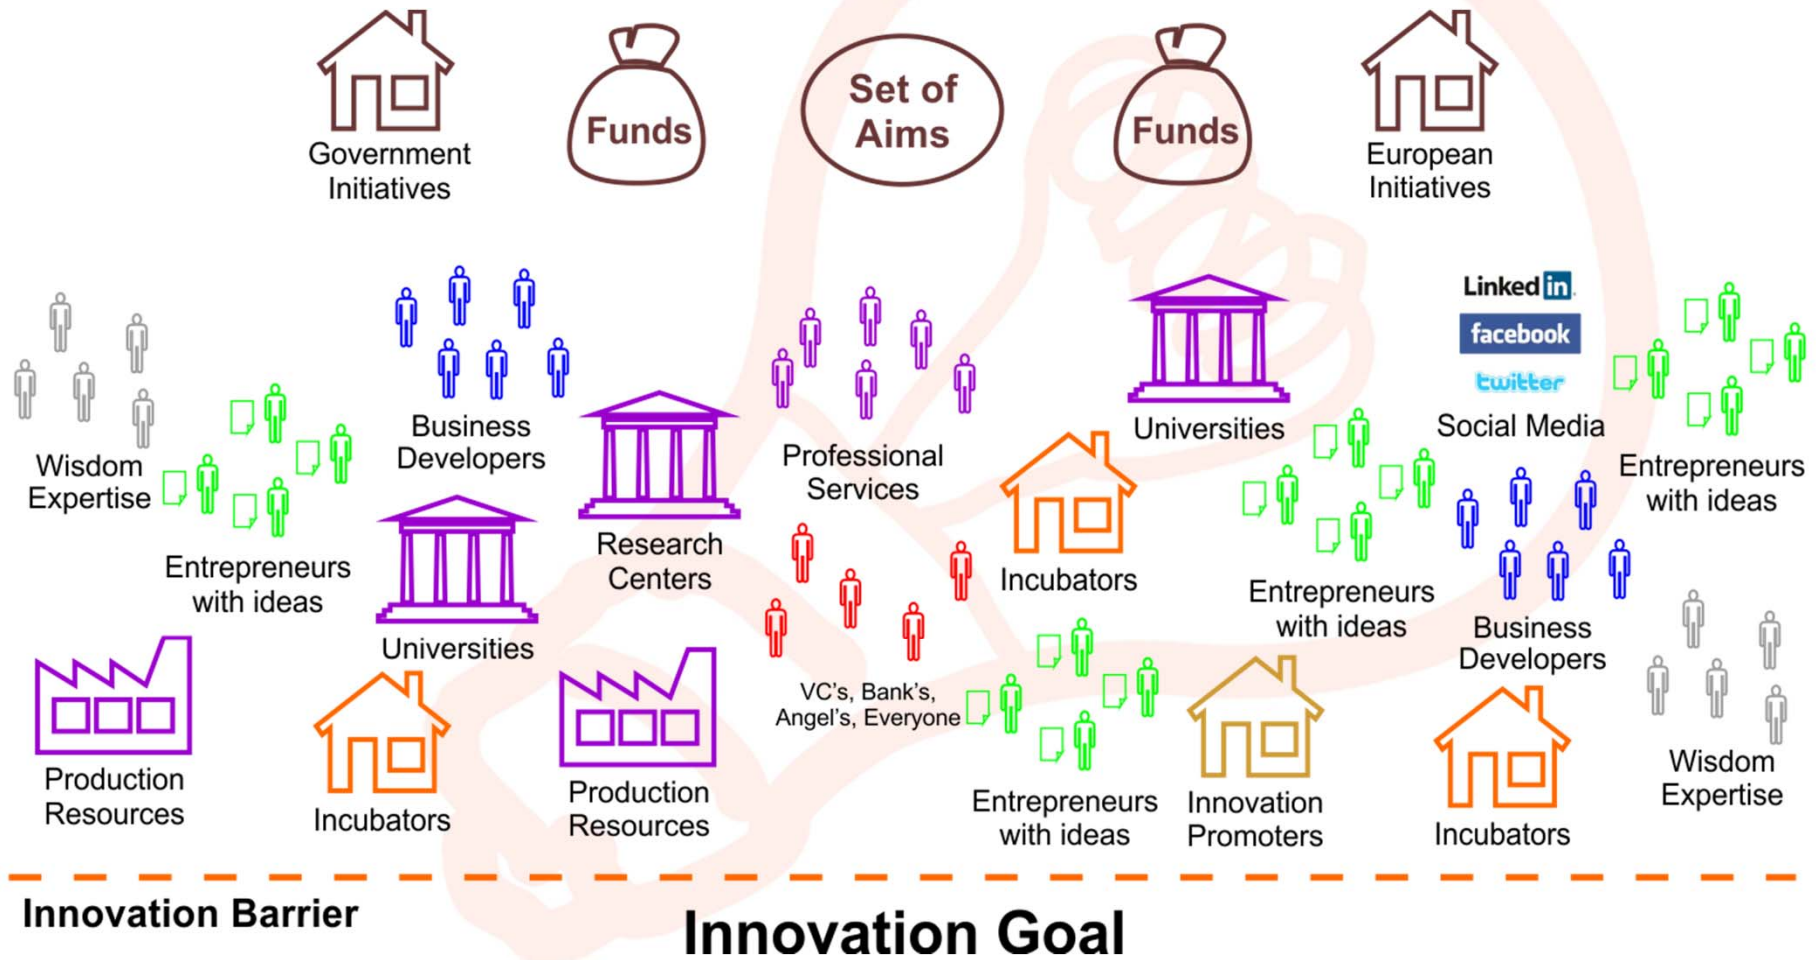 Funds
Set of
Aims
Funds
Government
Initiatives
European
Initiatives
Linked in
facebook
twitter
Social Media
Business
Developers
Universities
Wisdom
Expertise
Professional
Services
Entrepreneurs
with ideas
Research
Centers
Entrepreneurs
with ideas
Incubators
Entrepreneurs
with ideas
Universities
Business
Developers
VC's, Bank's,
Angel's, Everyone
Production
Resources
Incubators
Production
Resources
Entrepreneurs
with ideas
Innovation
Promoters
Incubators
Wisdom
Expertise
Innovation Barrier
Innovation Goal